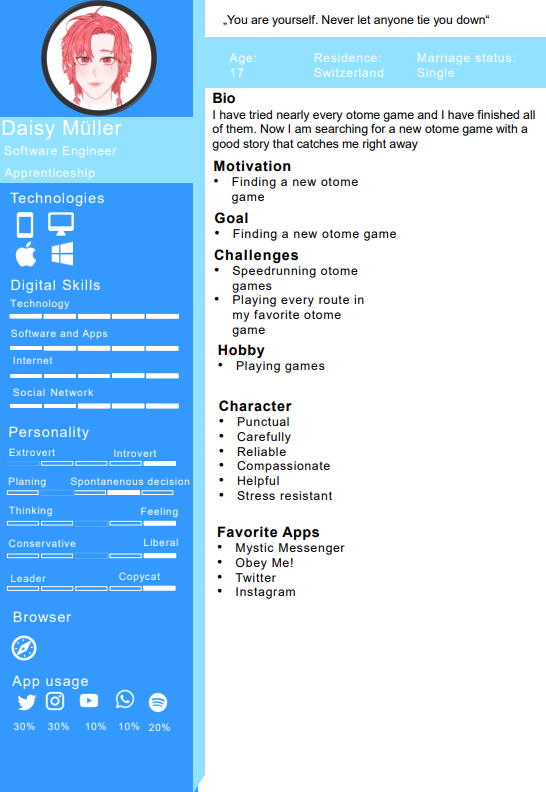 „You are yourself. Never let anyone tie you down“
Age:
17
Residence:
Switzerland
Marriage status:
Single
Daisy Müller
Software Engineer
Apprenticeship
Technologies
Digital Skills
Technology
Software and Apps
Internet
Social Network
Personality
Extrovert Introvert
Planing Spontanenous decision
Thinking Feeling
Conservative Liberal
Leader Copycat
Browser
App usage
30% 30% 10% 10% 20%
Bio
I have tried nearly every otome game and I have finished all
of them. Now I am searching for a new otome game with a
good story that catches me right away
Motivation
• Finding a new otome
game
Goal
• Finding a new otome game
Challenges
• Speedrunning otome
games
• Playing every route in
my favorite otome
game
Hobby
• Playing games
Character
• Punctual
• Carefully
• Reliable
• Compassionate
• Helpful
• Stress resistant
Favorite Apps
• Mystic Messenger
• Obey Me!
• Twitter
• Instagram